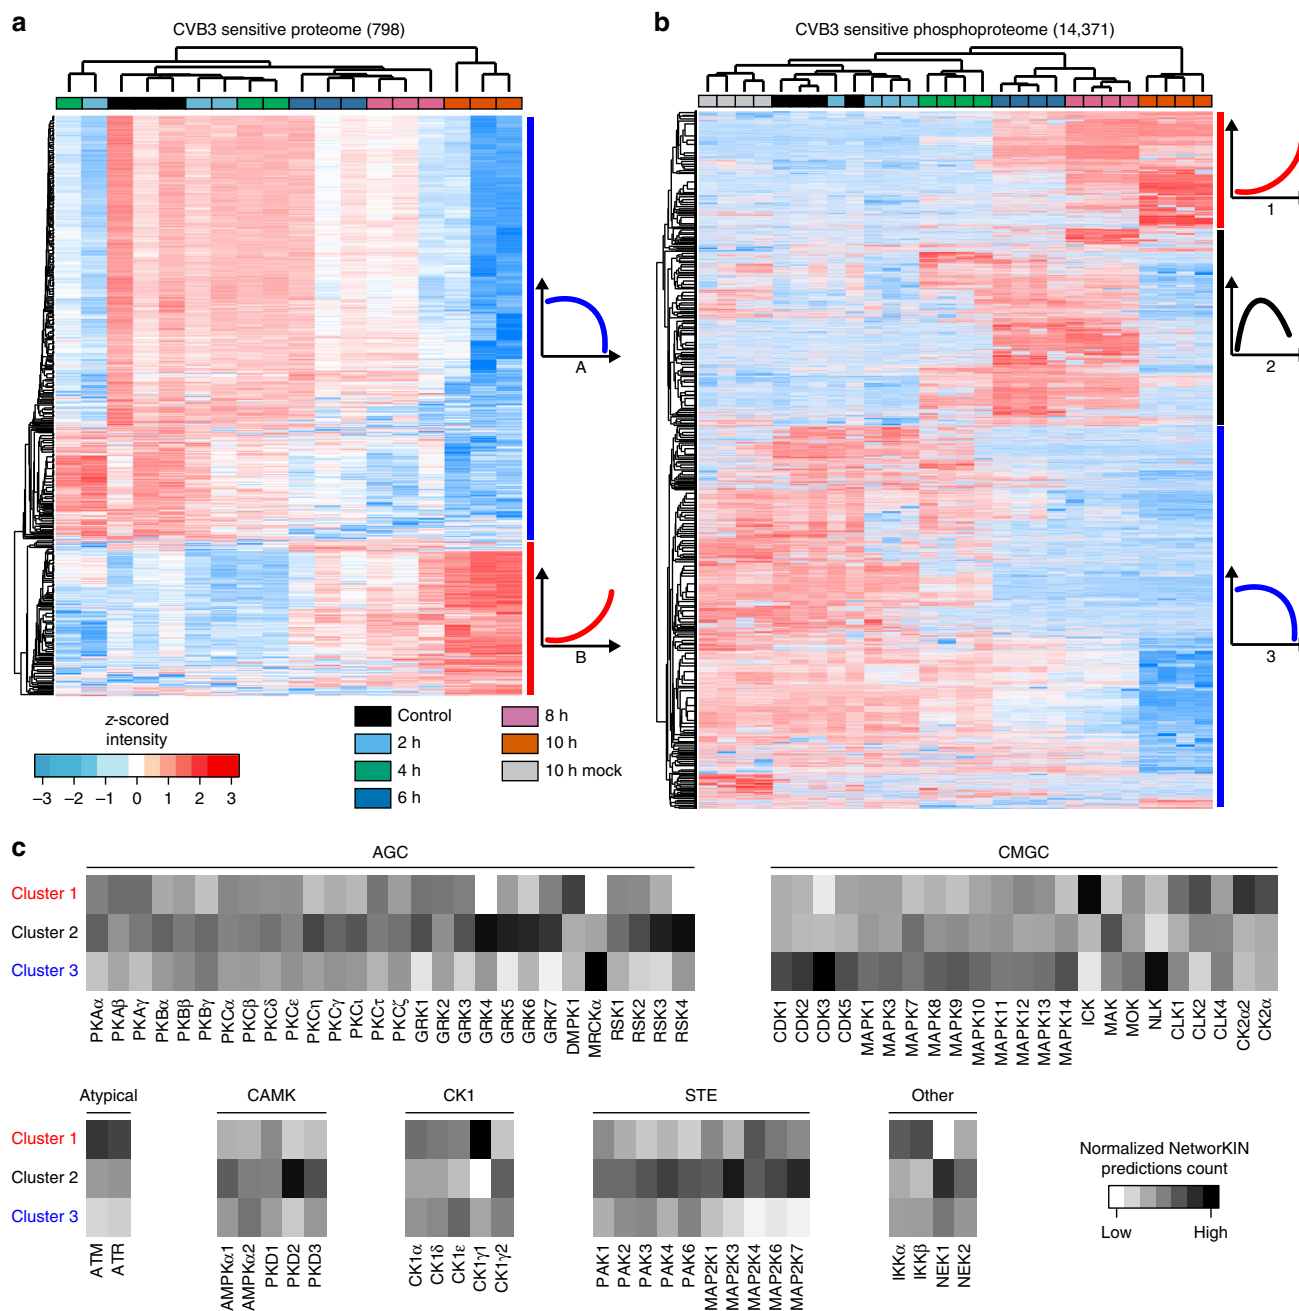 a
CVB3 sensitive proteome (798)
A
B
z-scored
intensity
−3 −2 −1 0 1 2 3
Control
2 h
4 h
6 h
8 h
10 h
10 h mock
b
CVB3 sensitive phosphoproteome (14,371)
1
2
3
c
AGC
CMGC
Cluster 1
Cluster 2
Cluster 3
PKAα PKAβ PKAγ PKBα PKBβ PKBγ PKCα PKCβ PKCδ PKCε PKCη PKCγ PKCι PKCτ PKCζ GRK1 GRK2 GRK3 GRK4 GRK5 GRK6 GRK7 DMPK1 MRCKα RSK1 RSK2 RSK3 RSK4
CDK1 CDK2 CDK3 CDK5 MAPK1 MAPK3 MAPK7 MAPK8 MAPK9 MAPK10 MAPK11 MAPK12 MAPK13 MAPK14 ICK MAK MOK NLK CLK1 CLK2 CLK4 CK2α2 CK2α
Atypical
CAMK
CK1
STE
Other
Cluster 1
Cluster 2
Cluster 3
ATM ATR
AMPKα1 AMPKα2 PKD1 PKD2 PKD3
CK1α CK1δ CK1ε CK1γ1 CK1γ2
PAK1 PAK2 PAK3 PAK4 PAK6 MAP2K1 MAP2K3 MAP2K4 MAP2K6 MAP2K7
IKKα IKKβ NEK1 NEK2
Normalized NetworKIN
predictions count
Low High